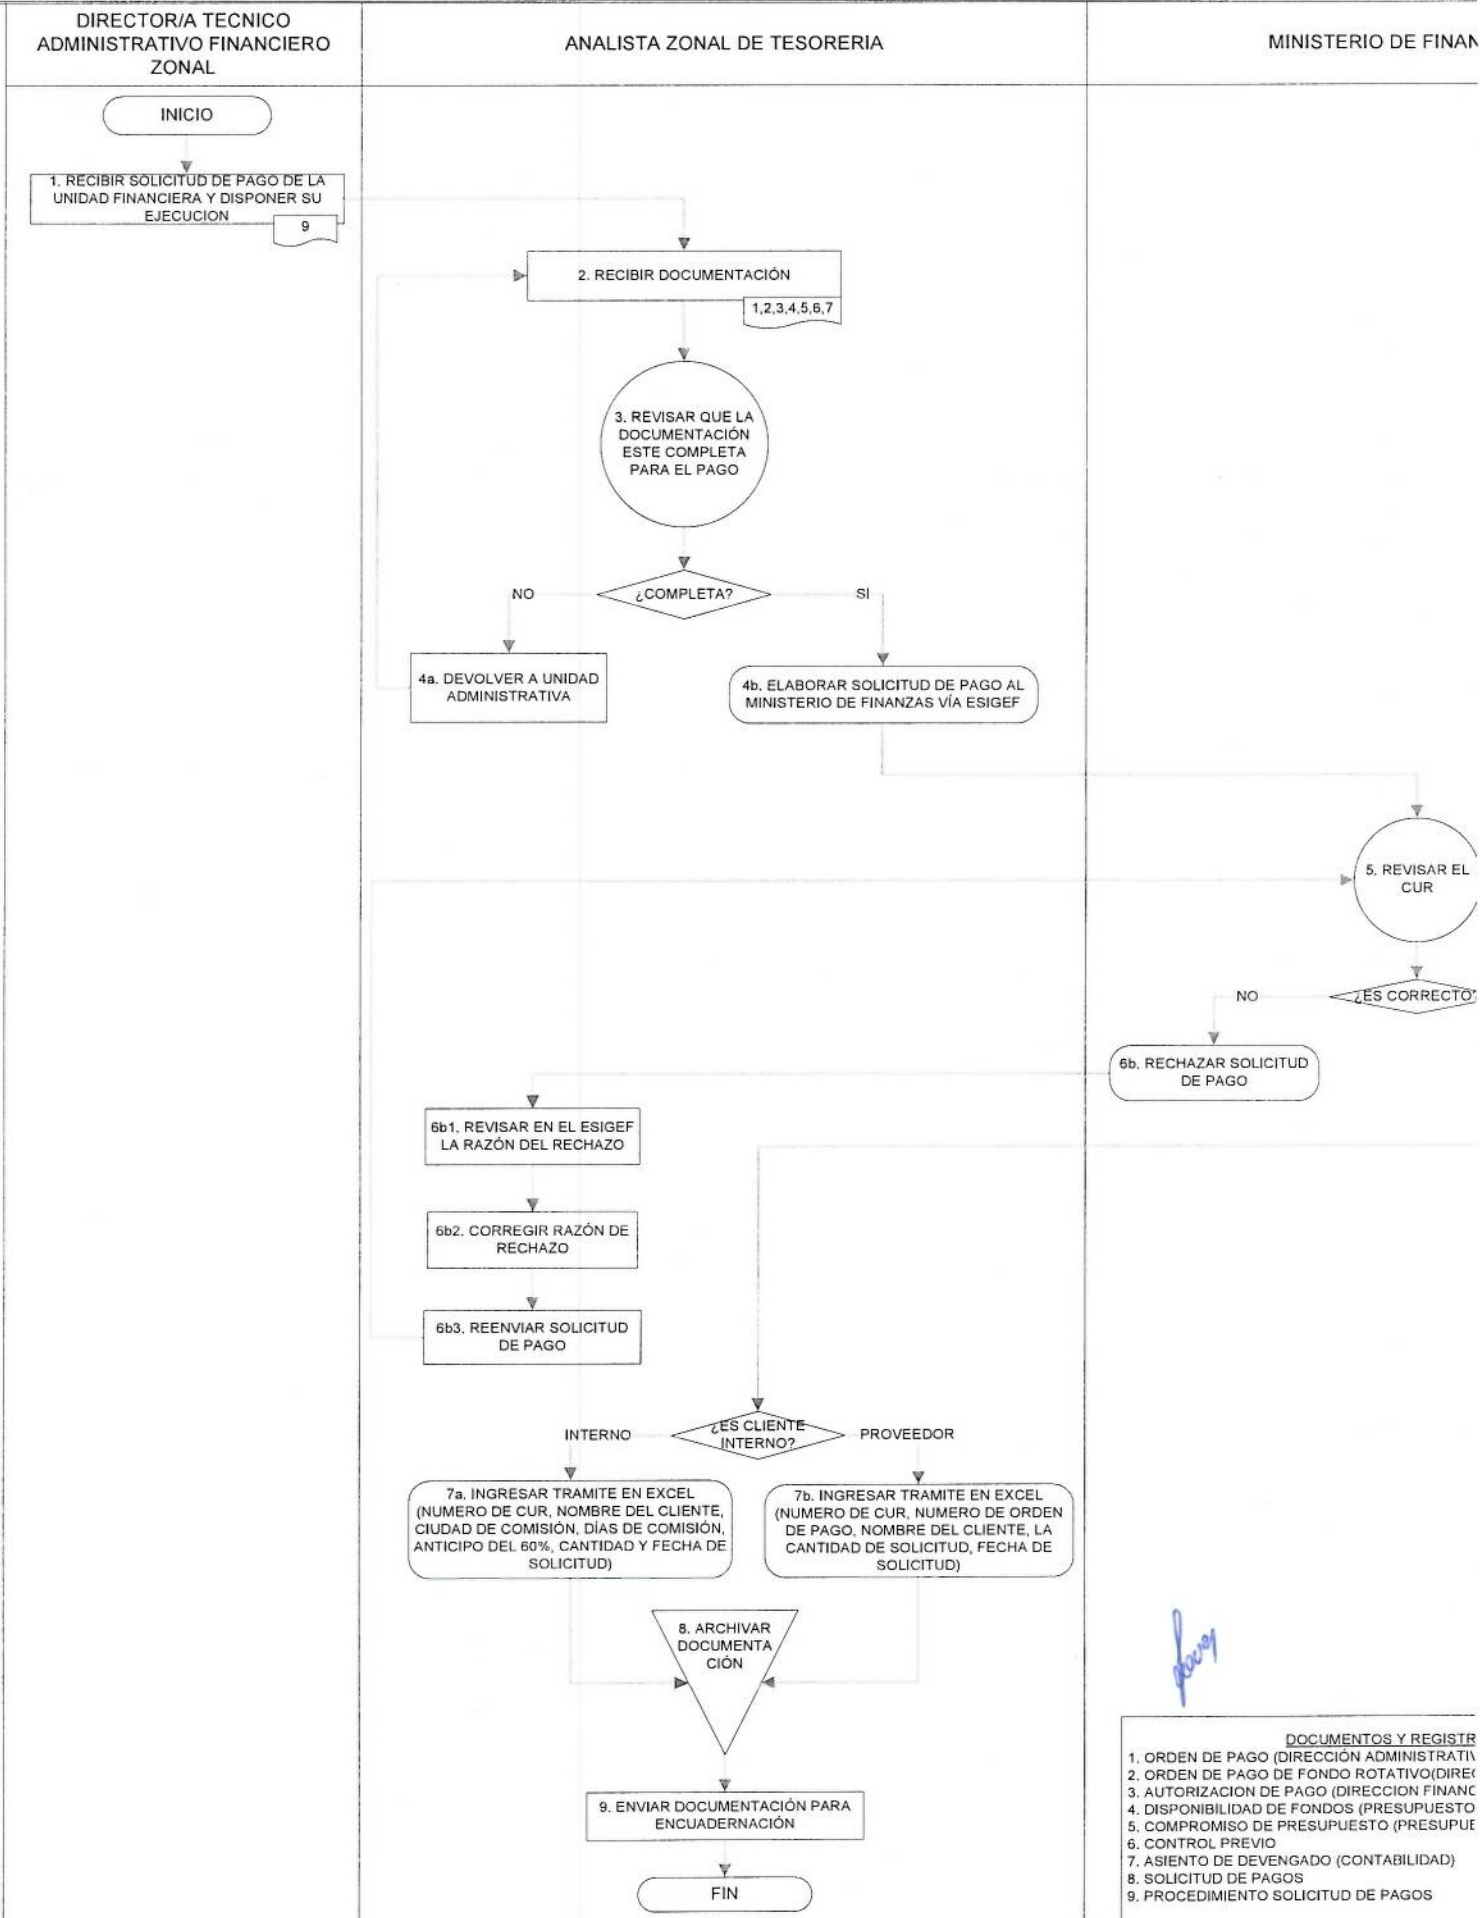 DIRECTOR/A TECNICO
ADMINISTRATIVO FINANCIERO
ZONAL
ANALISTA ZONAL DE TESORERIA
MINISTERIO DE FINAN
INICIO
1. RECIBIR SOLICITUD DE PAGO DE LA
UNIDAD FINANCIERA Y DISPONER SU
EJECUCION
9
2. RECIBIR DOCUMENTACIÓN
1,2,3,4,5,6,7
3. REVISAR QUE LA
DOCUMENTACIÓN
ESTE COMPLETA
PARA EL PAGO
¿COMPLETA?
NO
SÍ
4a. DEVOLVER A UNIDAD
ADMINISTRATIVA
4b. ELABORAR SOLICITUD DE PAGO AL
MINISTERIO DE FINANZAS VÍA ESIGEF
5. REVISAR EL
CUR
¿ES CORRECTO?
NO
6b. RECHAZAR SOLICITUD
DE PAGO
6b1. REVISAR EN EL ESIGEF
LA RAZÓN DEL RECHAZO
6b2. CORREGIR RAZÓN DE
RECHAZO
6b3. REENVIAR SOLICITUD
DE PAGO
¿ES CLIENTE
INTERNO?
INTERNO
PROVEEDOR
7a. INGRESAR TRAMITE EN EXCEL
(NUMERO DE CUR, NOMBRE DEL CLIENTE,
CIUDAD DE COMISIÓN, DÍAS DE COMISIÓN,
ANTICIPO DEL 60%, CANTIDAD Y FECHA DE
SOLICITUD)
7b. INGRESAR TRAMITE EN EXCEL
(NUMERO DE CUR, NUMERO DE ORDEN
DE PAGO, NOMBRE DEL CLIENTE, LA
CANTIDAD DE SOLICITUD, FECHA DE
SOLICITUD)
8. ARCHIVAR
DOCUMENTA
CIÓN
9. ENVIAR DOCUMENTACIÓN PARA
ENCUADERNACIÓN
FIN
DOCUMENTOS Y REGISTR
1. ORDEN DE PAGO (DIRECCIÓN ADMINISTRATIV
2. ORDEN DE PAGO DE FONDO ROTATIVO(DIREC
3. AUTORIZACION DE PAGO (DIRECCION FINANC
4. DISPONIBILIDAD DE FONDOS (PRESUPUESTO
5. COMPROMISO DE PRESUPUESTO (PRESUPUE
6. CONTROL PREVIO
7. ASIENTO DE DEVENGADO (CONTABILIDAD)
8. SOLICITUD DE PAGOS
9. PROCEDIMIENTO SOLICITUD DE PAGOS